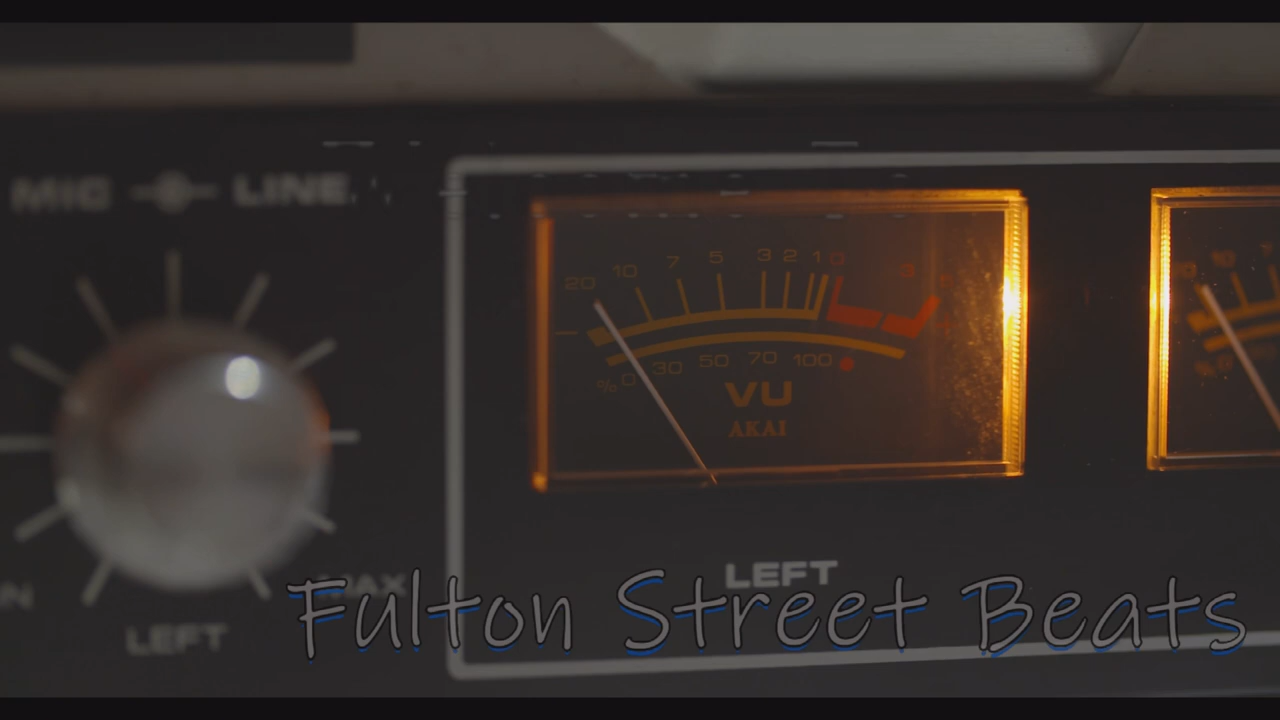 MIC LINE
20 10 7 5 3 2 1 0 3
% 0 30 50 70 100
VU
AKAI
LEFT
MAX
LEFT
Fulton Street Beats